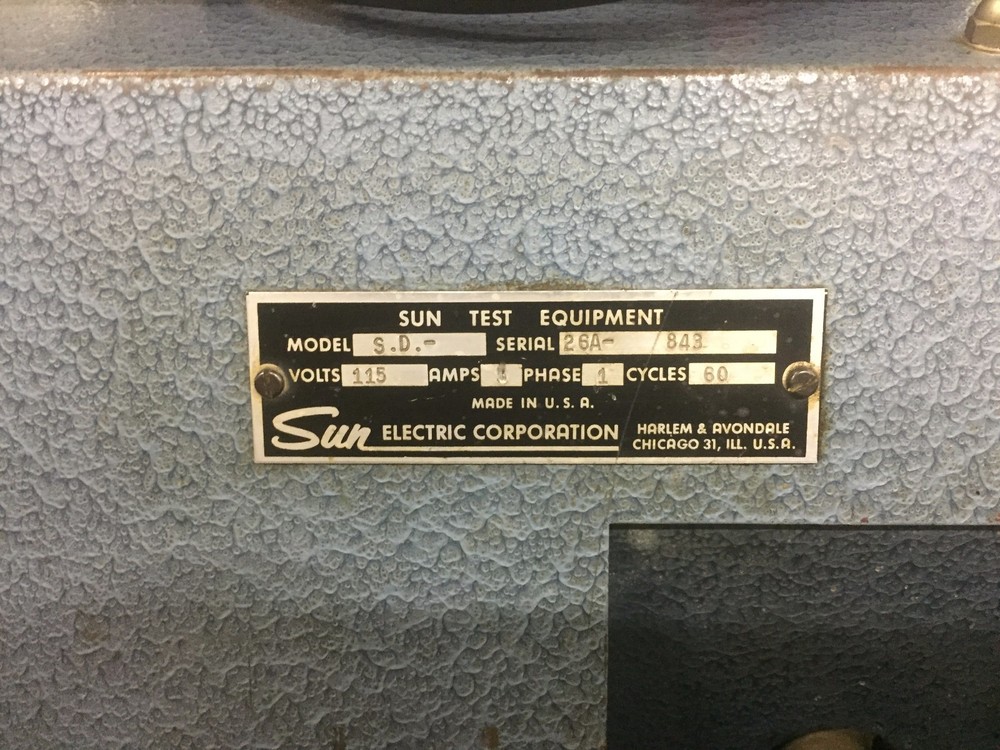 SUN TEST EQUIPMENT
MODEL S.D.- SERIAL 26A- 843
VOLTS 115 AMPS PHASE 1 CYCLES 60
MADE IN U.S.A.
Sun ELECTRIC CORPORATION HARLEM & AVONDALE
CHICAGO 31, ILL. U.S.A.